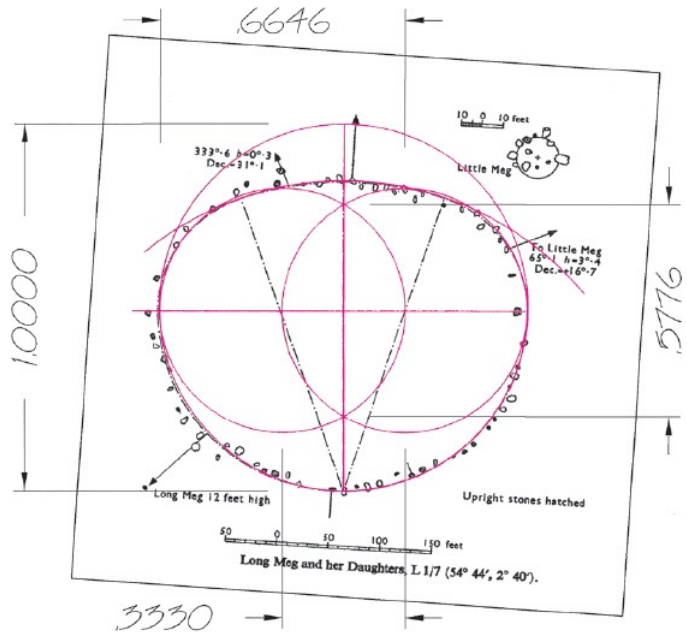 .6646
10 0 10 feet
333°·6 h=0°·3
Dec.=31°·1
Little Meg
To Little Meg
65°·1 h=3°·4
Dec.=+16°·7
1.0000
.5776
Long Meg 12 feet high
Upright stones hatched
50 0 50 100 150 feet
Long Meg and her Daughters, L 1/7 (54° 44′, 2° 40′).
.3330